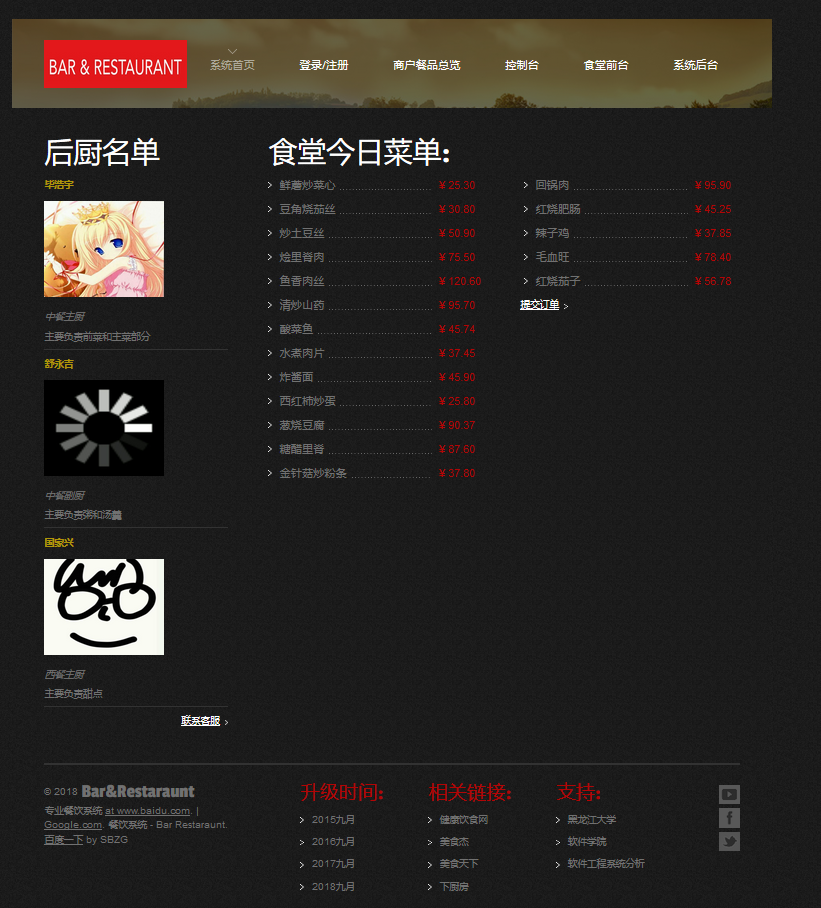 BAR & RESTAURANT
系统首页 登录/注册 商户餐品总览 控制台 食堂前台 系统后台
后厨名单
毕浩宇
中餐主厨
主要负责前菜和主菜部分
舒永吉
中餐副厨
主要负责粥和汤羹
国家兴
西餐主厨
主要负责甜点
联系客服
食堂今日菜单:
鲜蘑炒菜心 ¥ 25.30
豆角烧茄丝 ¥ 30.80
炒土豆丝 ¥ 50.90
烩里脊肉 ¥ 75.50
鱼香肉丝 ¥ 120.60
清炒山药 ¥ 95.70
酸菜鱼 ¥ 45.74
水煮肉片 ¥ 37.45
炸酱面 ¥ 45.90
西红柿炒蛋 ¥ 25.80
葱烧豆腐 ¥ 90.37
糖醋里脊 ¥ 87.60
金针菇炒粉条 ¥ 37.80
回锅肉 ¥ 95.90
红烧肥肠 ¥ 45.25
辣子鸡 ¥ 37.85
毛血旺 ¥ 78.40
红烧茄子 ¥ 56.78
提交订单
© 2018 Bar&Restaraunt
专业餐饮系统 at www.baidu.com. |
Google.com. 餐饮系统 - Bar Restaraunt.
百度一下 by SBZG
升级时间:
2015九月
2016九月
2017九月
2018九月
相关链接:
健康饮食网
美食杰
美食天下
下厨房
支持:
黑龙江大学
软件学院
软件工程系统分析